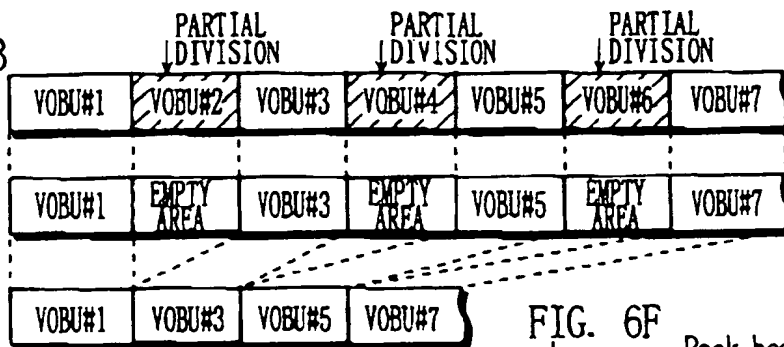 PARTIAL DIVISION PARTIAL DIVISION PARTIAL DIVISION
VOBU#1 VOBU#2 VOBU#3 VOBU#4 VOBU#5 VOBU#6 VOBU#7
VOBU#1 EMPTY AREA VOBU#3 EMPTY AREA VOBU#5 EMPTY AREA VOBU#7
VOBU#1 VOBU#3 VOBU#5 VOBU#7
FIG. 6F